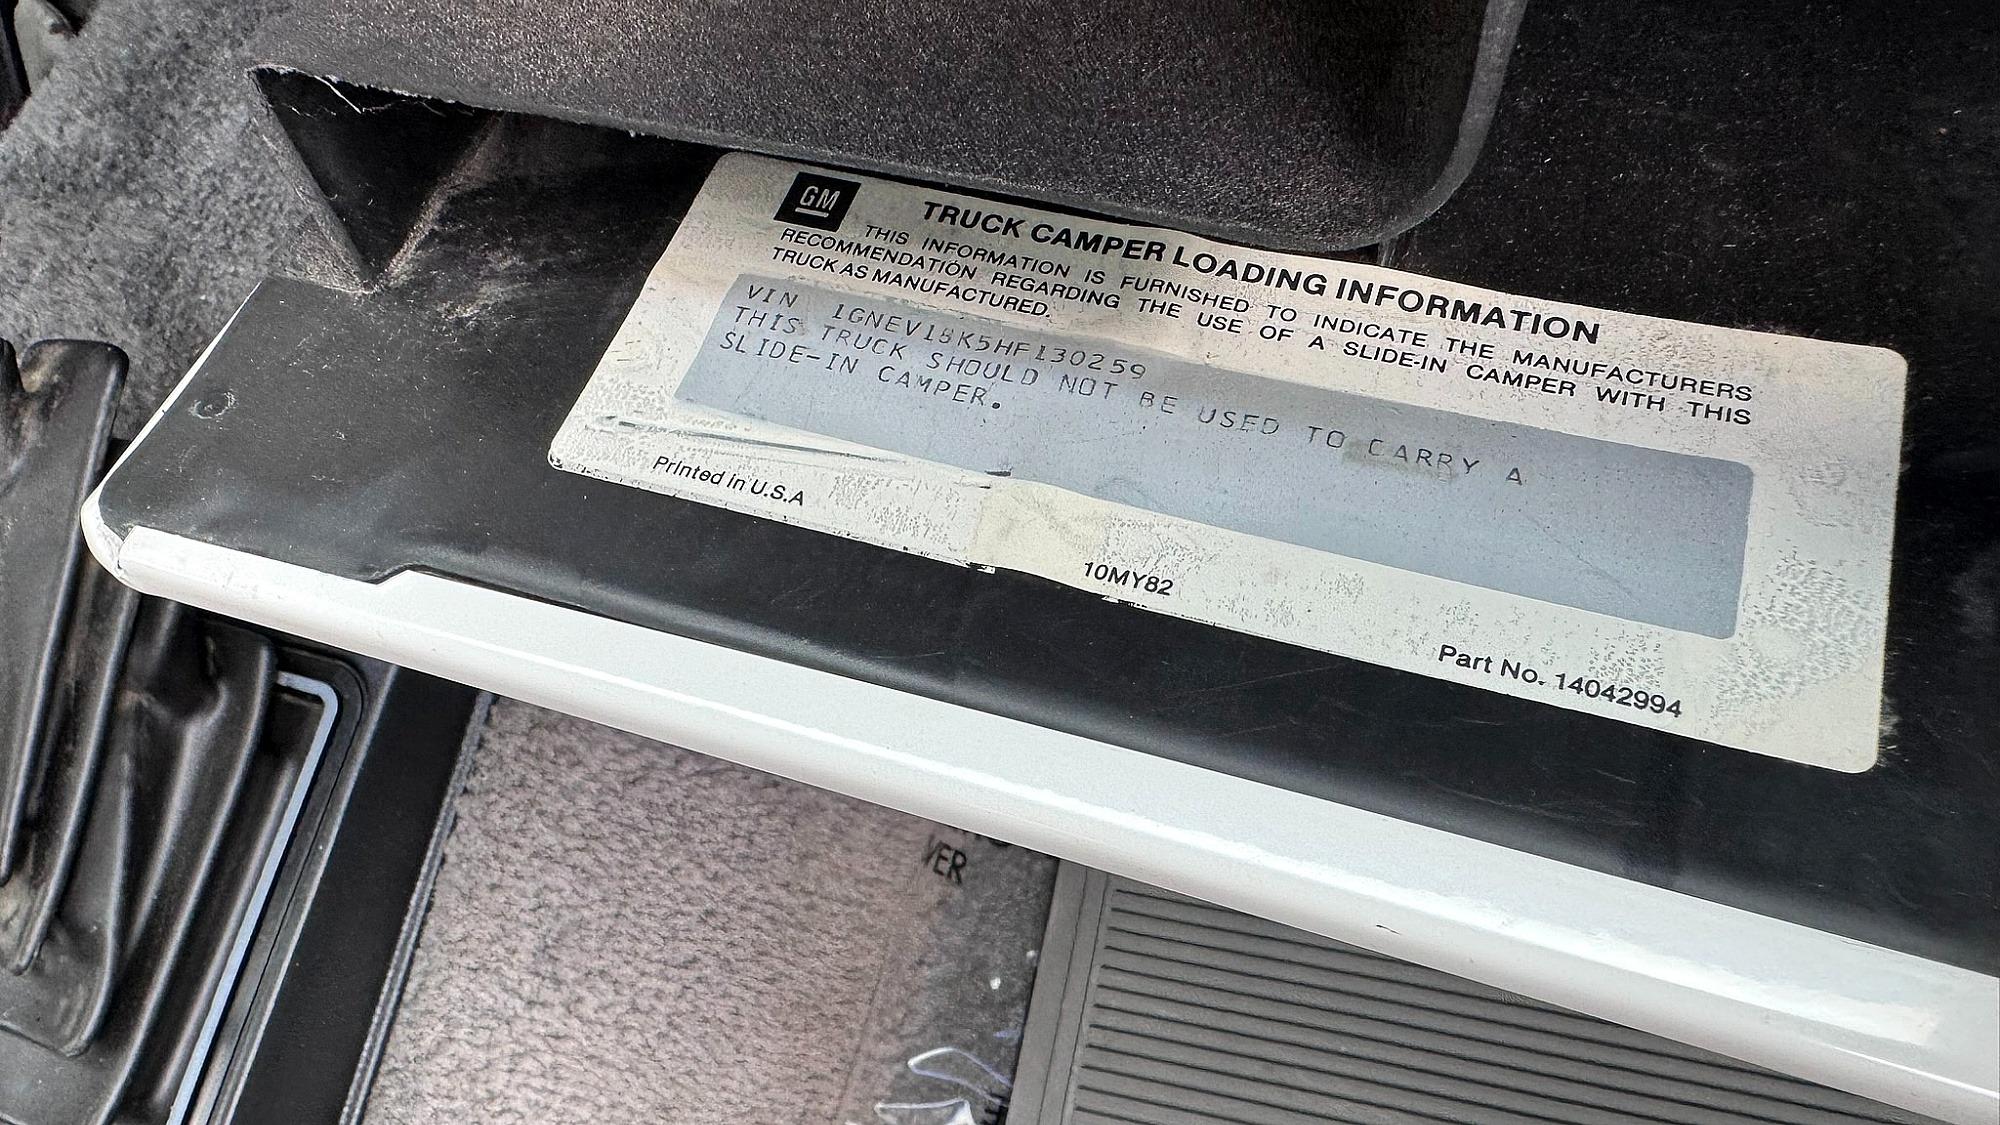 GM
TRUCK CAMPER LOADING INFORMATION
THIS INFORMATION IS FURNISHED TO INDICATE THE MANUFACTURERS
RECOMMENDATION REGARDING THE USE OF A SLIDE-IN CAMPER WITH THIS
TRUCK AS MANUFACTURED.
VIN 1GNEV18K5HF130259
THIS TRUCK SHOULD NOT BE USED TO CARRY A
SLIDE-IN CAMPER.
Printed in U.S.A
10MY82
Part No. 14042994